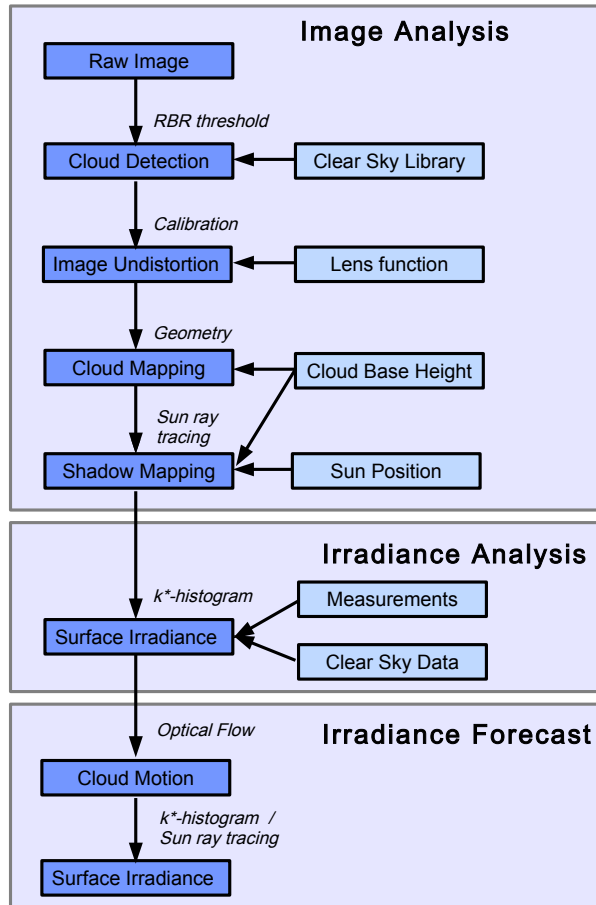 Image Analysis
Raw Image
RBR threshold
Cloud Detection
Clear Sky Library
Calibration
Image Undistortion
Lens function
Geometry
Cloud Mapping
Cloud Base Height
Sun ray
tracing
Shadow Mapping
Sun Position
Irradiance Analysis
k*-histogram
Measurements
Surface Irradiance
Clear Sky Data
Irradiance Forecast
Optical Flow
Cloud Motion
k*-histogram /
Sun ray tracing
Surface Irradiance